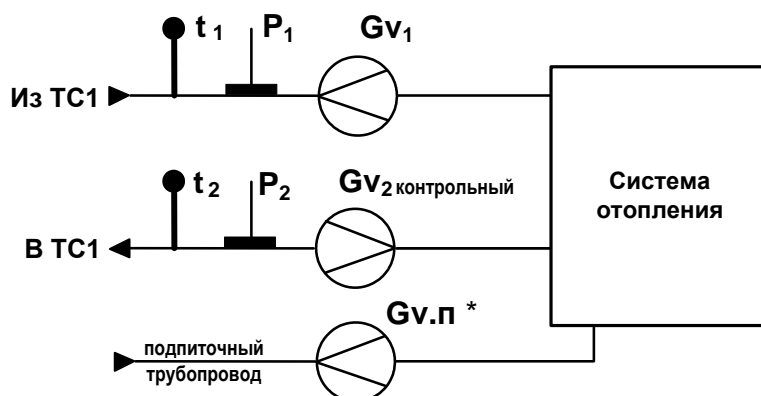 t 1 P1 Gv1
Из ТС1
t 2 P2 Gv2 контрольный
В ТС1
Система
отопления
Gv.п *
подпиточный
трубопровод